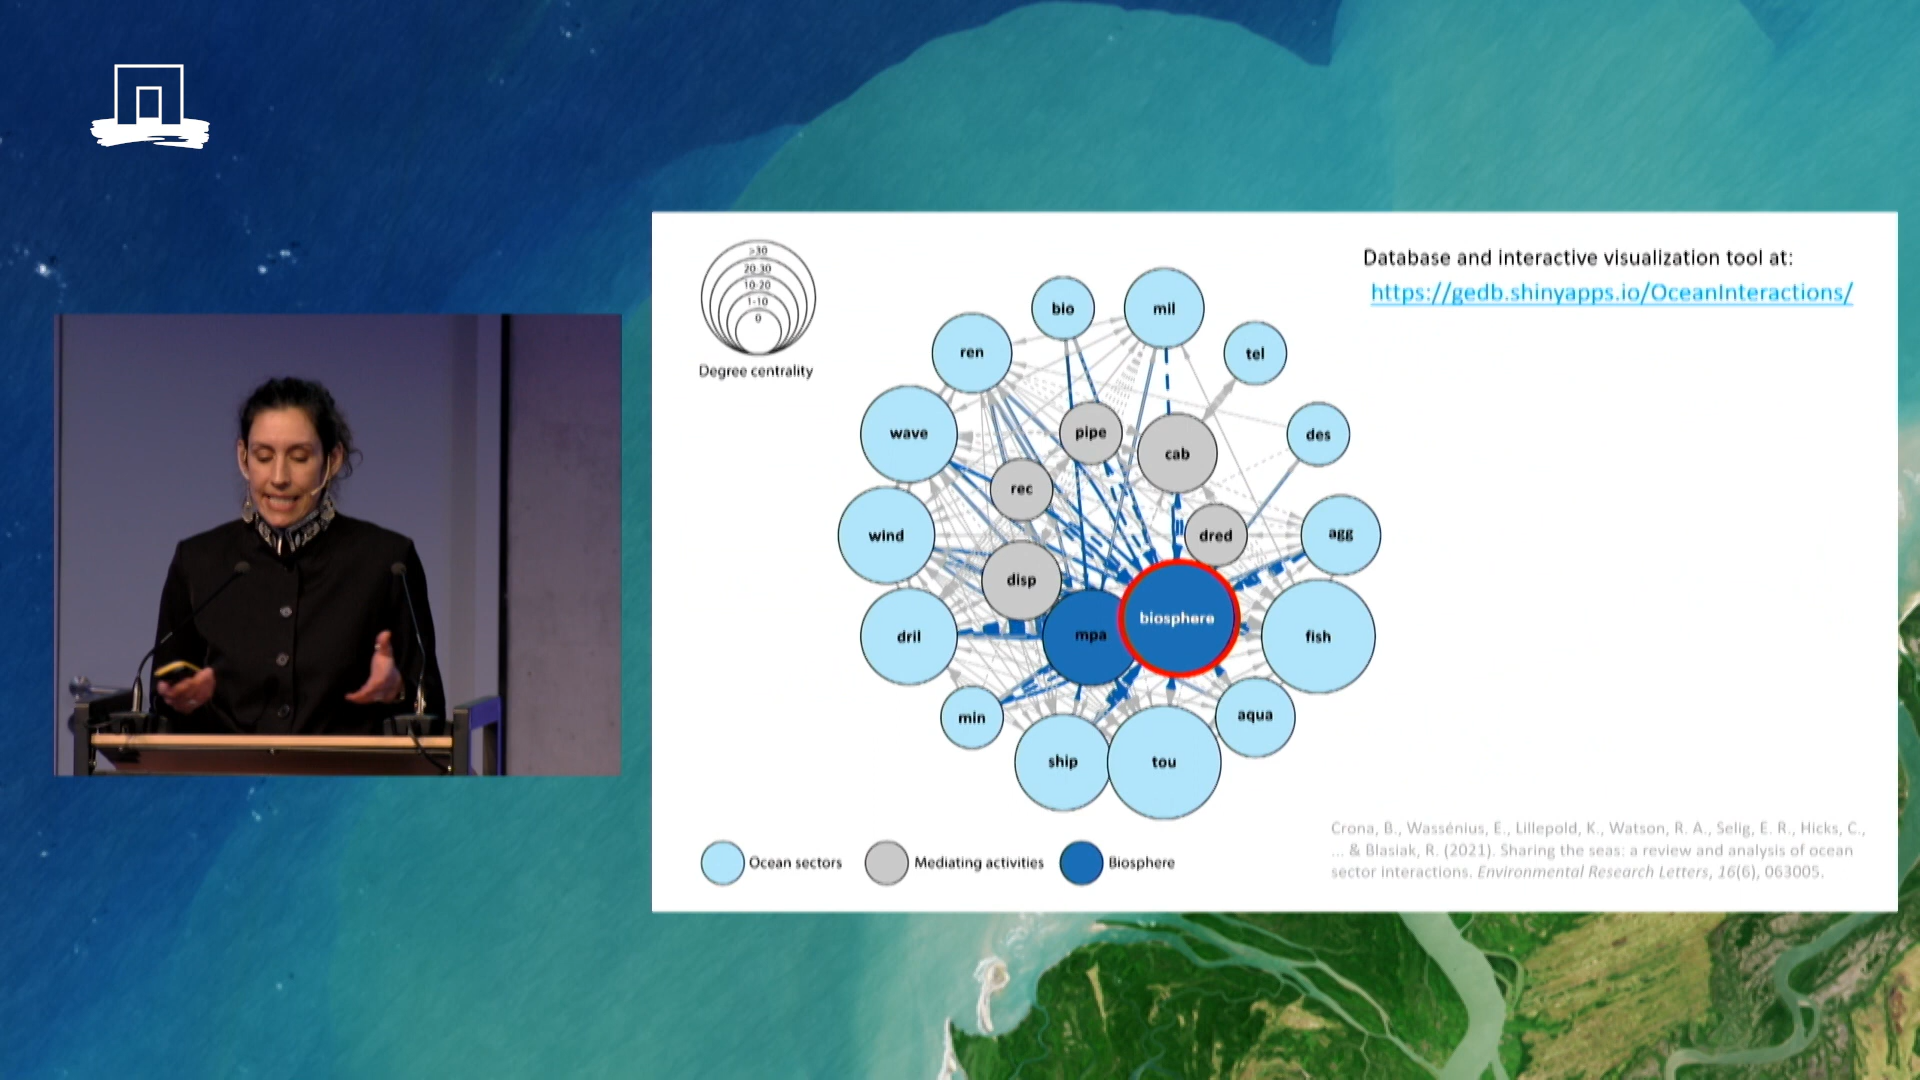 >30
20-30
10-20
1-10
0
Degree centrality
Database and interactive visualization tool at:
https://gedb.shinyapps.io/OceanInteractions/
bio
mil
ren
tel
wave
pipe
cab
des
rec
wind
dred
agg
disp
biosphere
dril
mpa
fish
min
aqua
ship
tou
Ocean sectors
Mediating activities
Biosphere
Crona, B., Wassénius, E., Lillepold, K., Watson, R. A., Selig, E. R., Hicks, C.,
... & Blasiak, R. (2021). Sharing the seas: a review and analysis of ocean
sector interactions. Environmental Research Letters, 16(6), 063005.